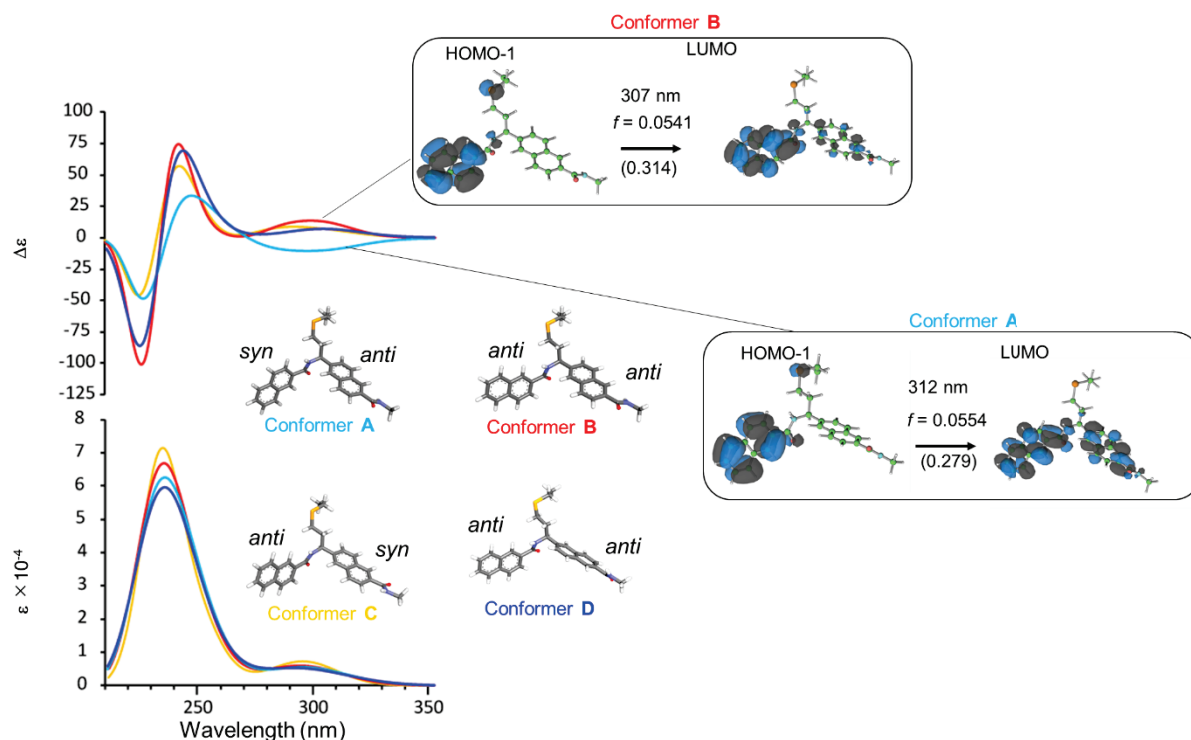 Conformer B
HOMO-1
LUMO
307 nm
f = 0.0541
(0.314)
100
75
50
25
0
-25
-50
-75
-100
-125
Δε
syn
anti
Conformer A
anti
anti
Conformer B
Conformer A
HOMO-1
LUMO
312 nm
f = 0.0554
(0.279)
8
7
6
5
4
3
2
1
0
ε ×10⁻⁴
anti
syn
Conformer C
anti
anti
Conformer D
250
300
350
Wavelength (nm)